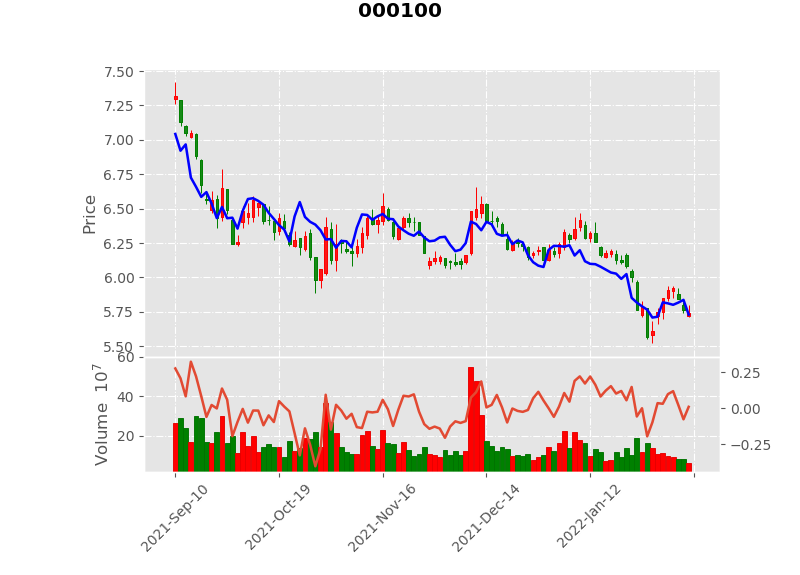 000100
7.50
7.25
7.00
6.75
6.50
6.25
6.00
5.75
5.50
Price
60
40
20
Volume 10^7
0.25
0.00
−0.25
2021-Sep-10
2021-Oct-19
2021-Nov-16
2021-Dec-14
2022-Jan-12